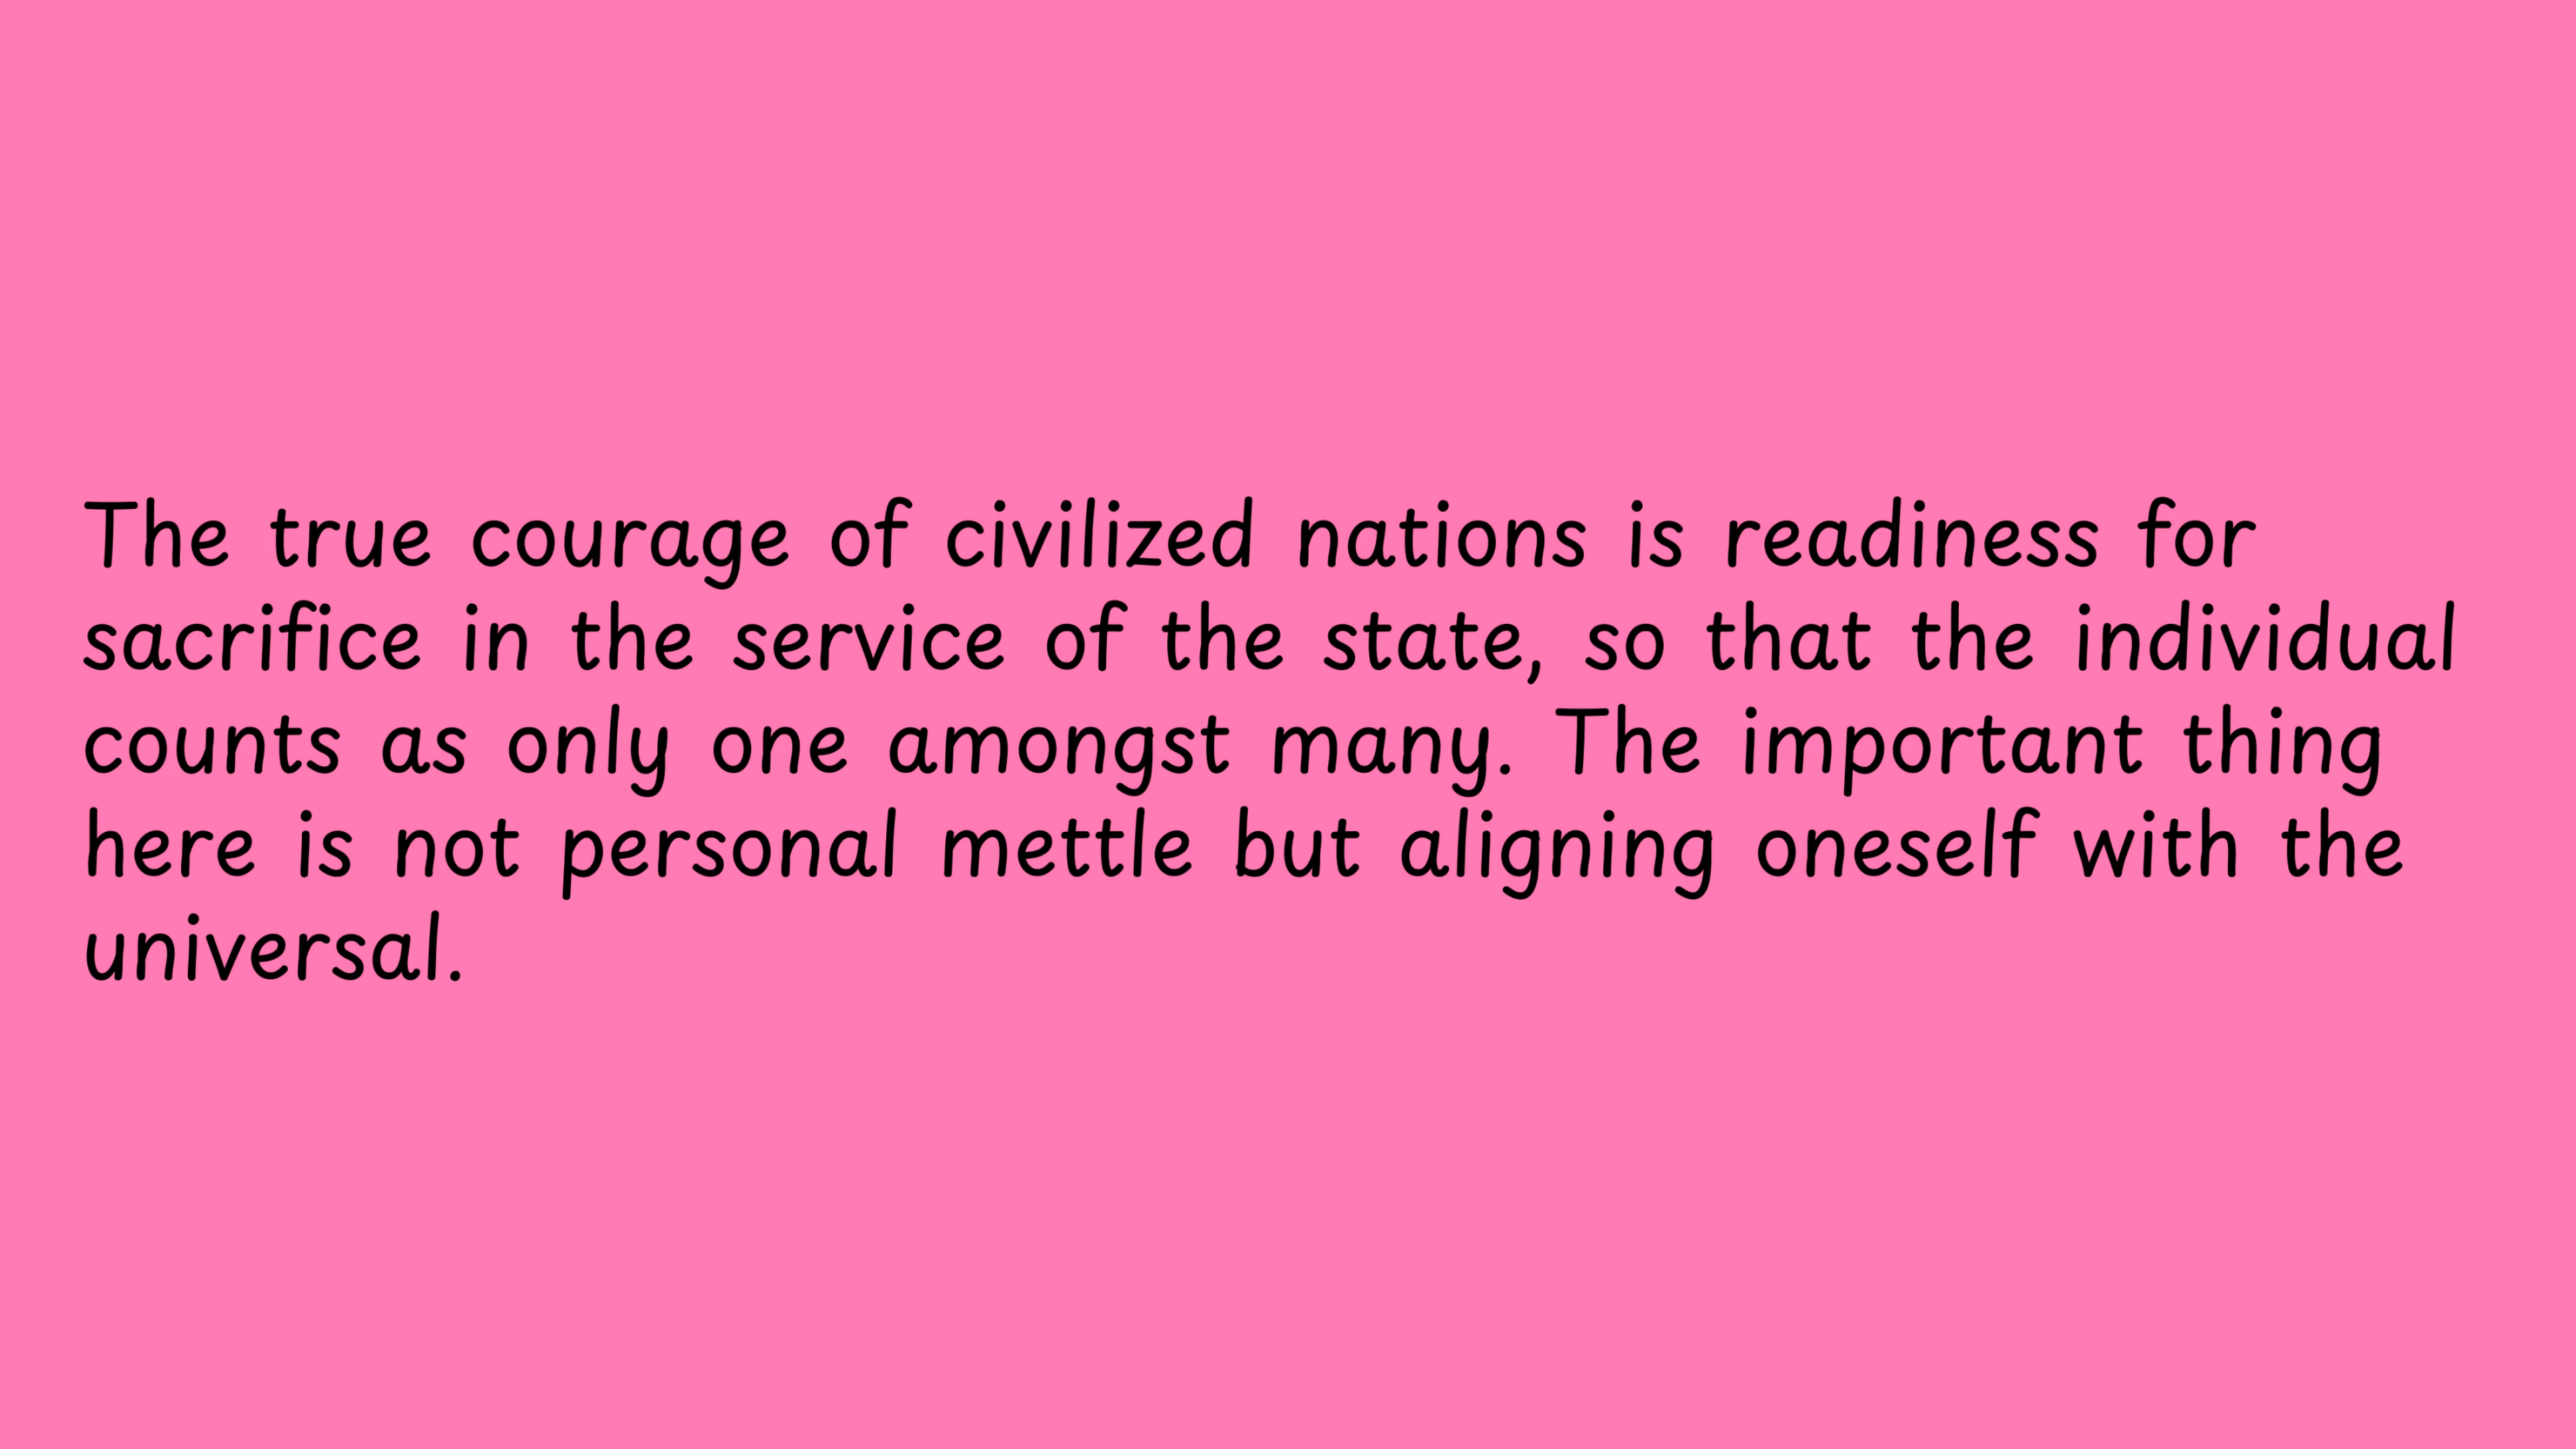 The true courage of civilized nations is readiness for
sacrifice in the service of the state, so that the individual
counts as only one amongst many. The important thing
here is not personal mettle but aligning oneself with the
universal.